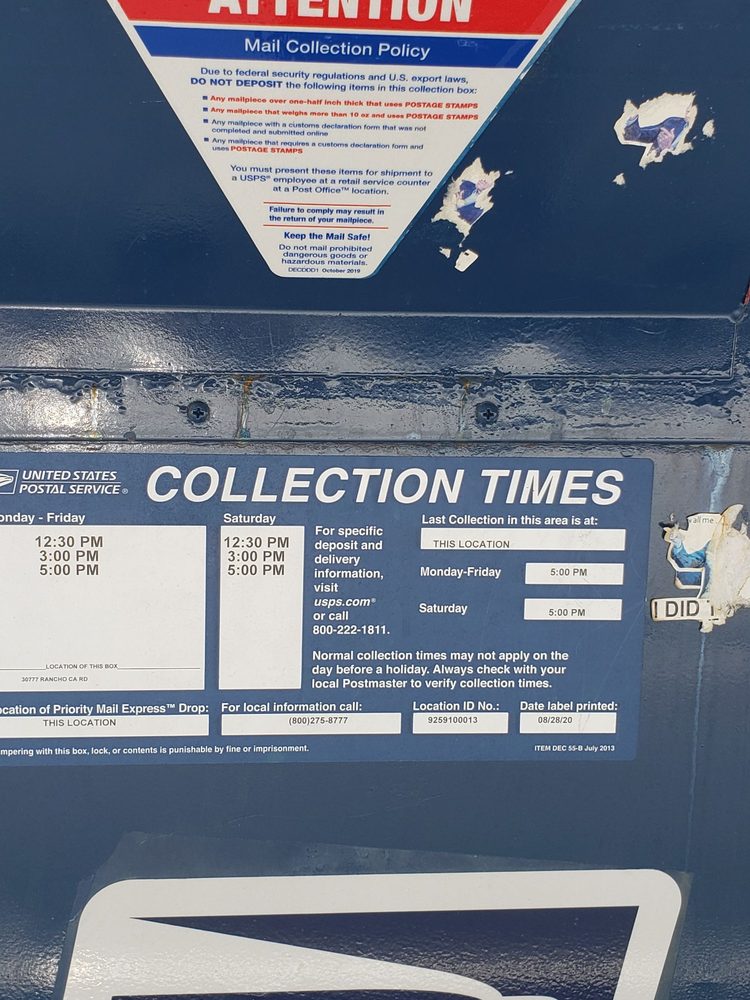 ATTENTION
Mail Collection Policy
Due to federal security regulations and U.S. export laws,
DO NOT DEPOSIT the following items in this collection box:
Any mailpiece over one-half inch thick that uses POSTAGE STAMPS
Any mailpiece that weighs more than 10 oz and uses POSTAGE STAMPS
Any mailpiece with a customs declaration form that was not
completed and submitted online
Any mailpiece that requires a customs declaration form and
uses POSTAGE STAMPS
You must present these items for shipment to
a USPS® employee at a retail service counter
at a Post Office™ location.
Failure to comply may result in
the return of your mailpiece.
Keep the Mail Safe!
Do not mail prohibited
dangerous goods or
hazardous materials.
DECDDD1 October 2019
UNITED STATES
POSTAL SERVICE®
COLLECTION TIMES
onday - Friday
12:30 PM
3:00 PM
5:00 PM
LOCATION OF THIS BOX
30777 RANCHO CA RD
Saturday
12:30 PM
3:00 PM
5:00 PM
For specific
deposit and
delivery
information,
visit
usps.com®
or call
800-222-1811.
Last Collection in this area is at:
THIS LOCATION
Monday-Friday
5:00 PM
Saturday
5:00 PM
Normal collection times may not apply on the
day before a holiday. Always check with your
local Postmaster to verify collection times.
ocation of Priority Mail Express™ Drop:
THIS LOCATION
For local information call:
(800)275-8777
Location ID No.:
9259100013
Date label printed:
08/28/20
mpering with this box, lock, or contents is punishable by fine or imprisonment.
ITEM DEC 55-B July 2013
all me
I DID